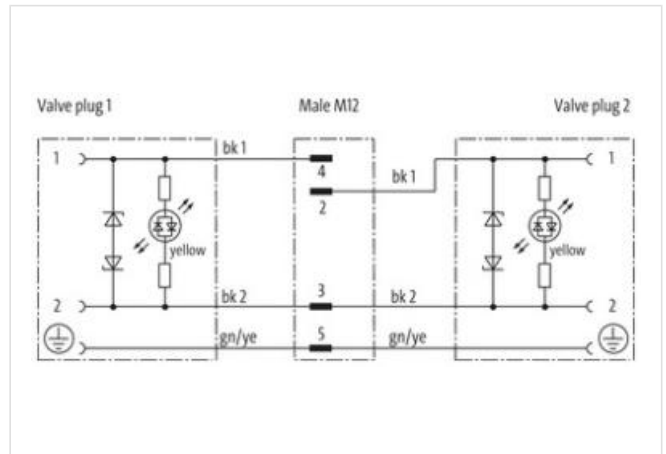 Valve plug 1 Male M12 Valve plug 2
1 bk 1 4 1
2 bk 1
yellow yellow
2 bk 2 3 bk 2 2
gn/ye 5 gn/ye